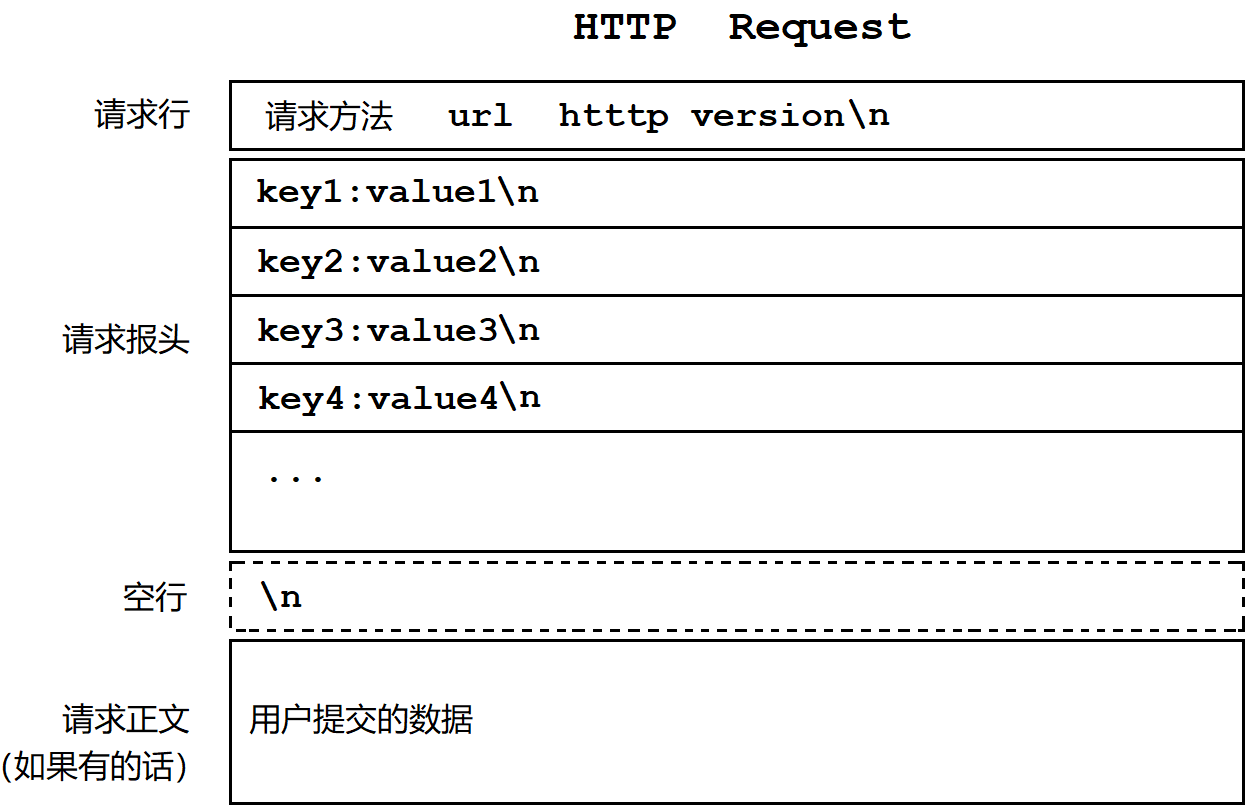 HTTP Request
请求行
请求方法 url htttp version\n
key1:value1\n
key2:value2\n
请求报头
key3:value3\n
key4:value4\n
...
空行
\n
请求正文
(如果有的话)
用户提交的数据